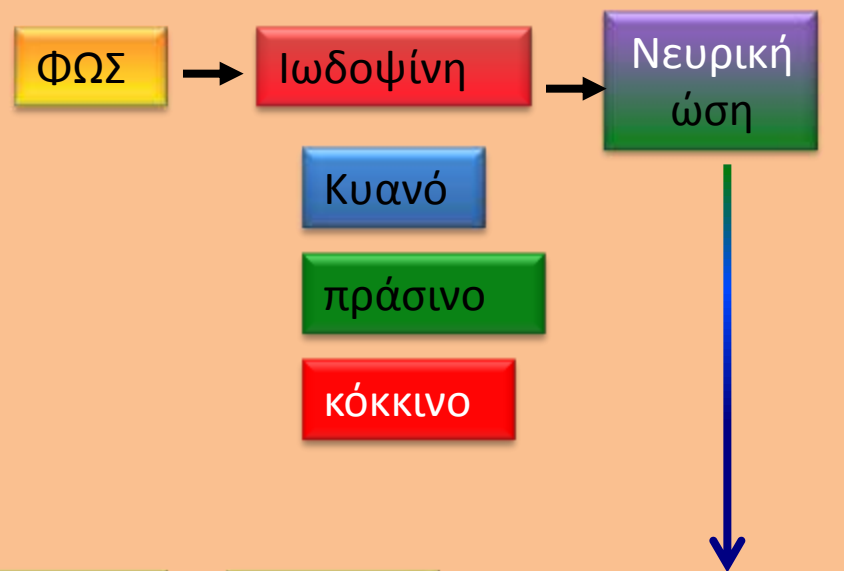 ΦΩΣ
Ιωδοψίνη
Νευρική
ώση
Κυανό
πράσινο
κόκκινο